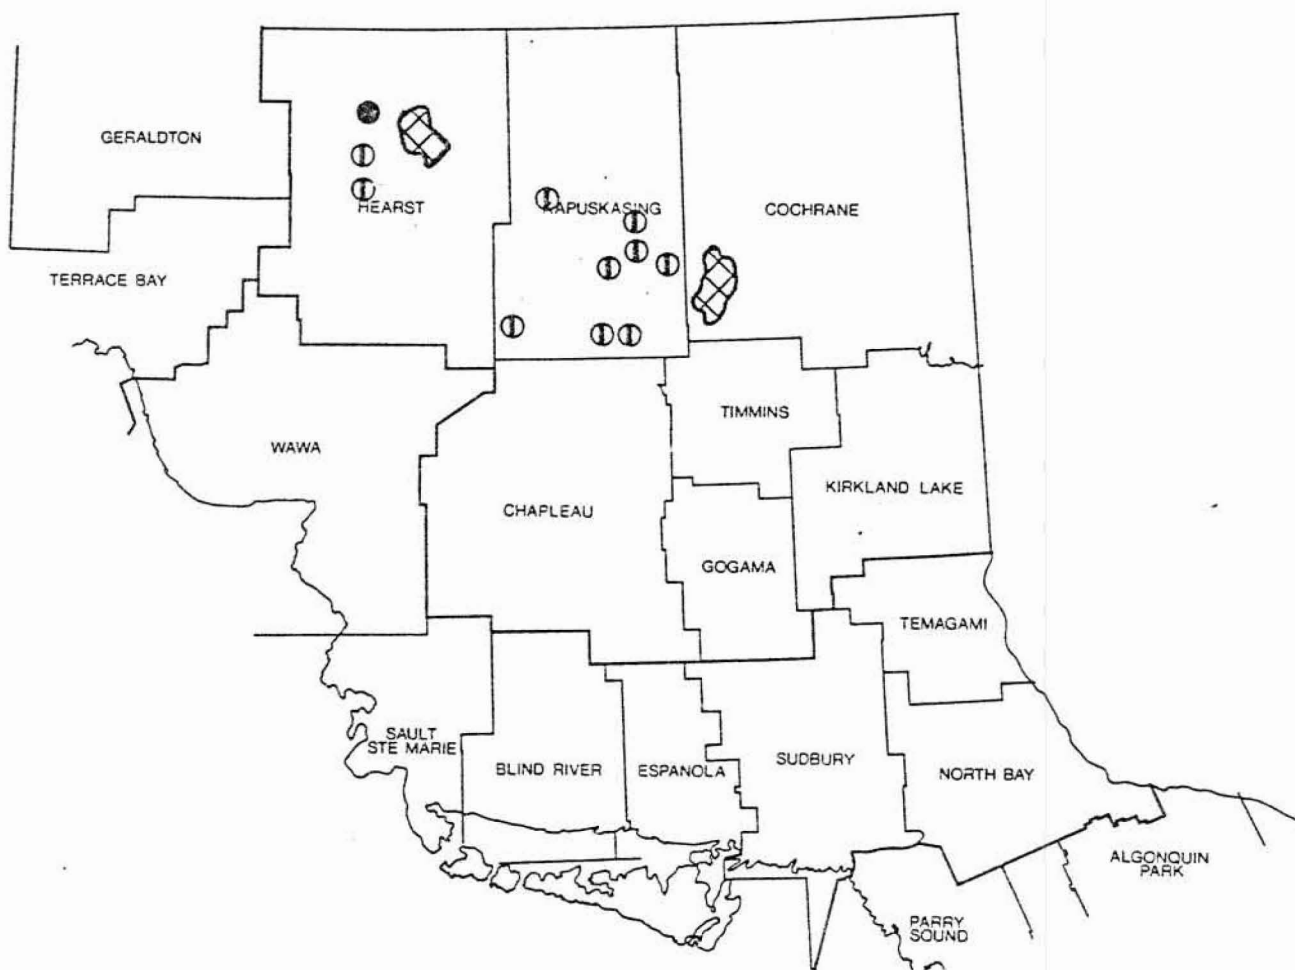 GERALDTON
HEARST
KAPUSKASING
COCHRANE
TERRACE BAY
TIMMINS
WAWA
KIRKLAND LAKE
CHAPLEAU
GOGAMA
TEMAGAMI
SAULT
STE MARIE
BLIND RIVER
ESPANOLA
SUDBURY
NORTH BAY
ALGONQUIN
PARK
PARRY
SOUND